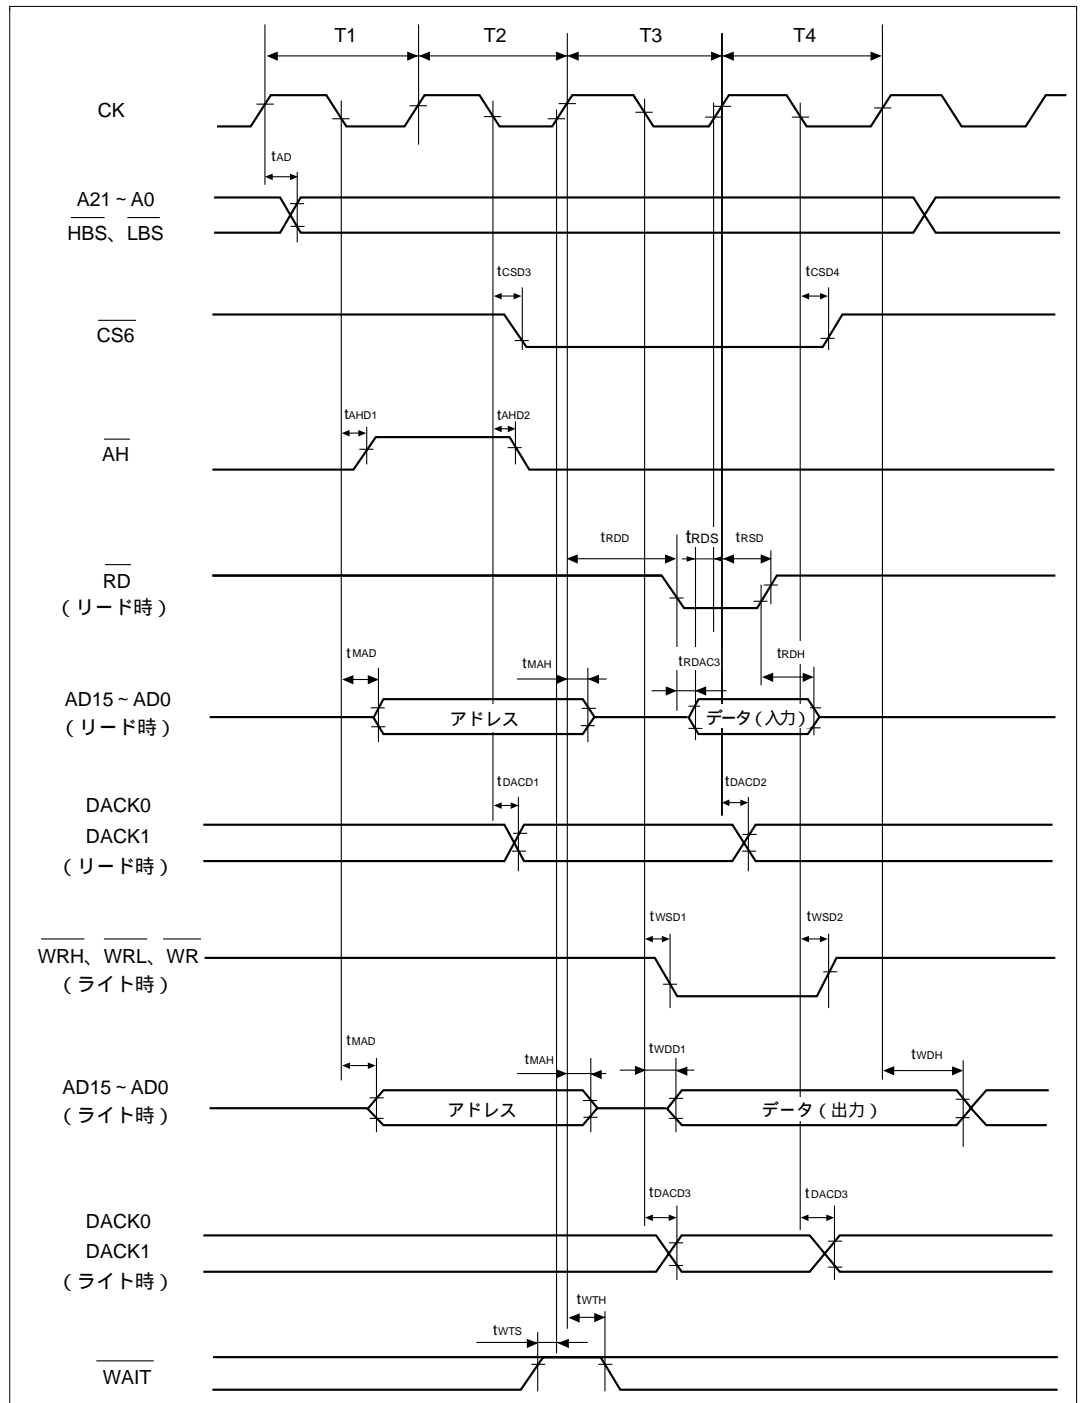 T1 T2 T3 T4
CK
tAD
A21~A0
HBS、LBS
tCSD3 tCSD4
CS6
tAHD1 tAHD2
AH
tRDD tRDS tRSD
RD
(リード時)
tMAD tMAH tRDAC3 tRDH
AD15~AD0
(リード時)
アドレス データ(入力)
tDACD1 tDACD2
DACK0
DACK1
(リード時)
tWSD1 tWSD2
WRH、WRL、WR
(ライト時)
tMAD tMAH tWDD1 tWDH
AD15~AD0
(ライト時)
アドレス データ(出力)
tDACD3 tDACD3
DACK0
DACK1
(ライト時)
tWTS tWTH
WAIT